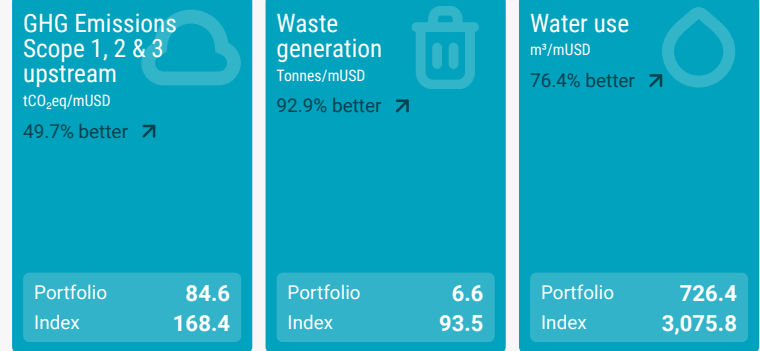 GHG Emissions
Scope 1, 2 & 3
upstream
tCO₂eq/mUSD
49.7% better
Portfolio 84.6
Index 168.4
Waste
generation
Tonnes/mUSD
92.9% better
Portfolio 6.6
Index 93.5
Water use
m³/mUSD
76.4% better
Portfolio 726.4
Index 3,075.8